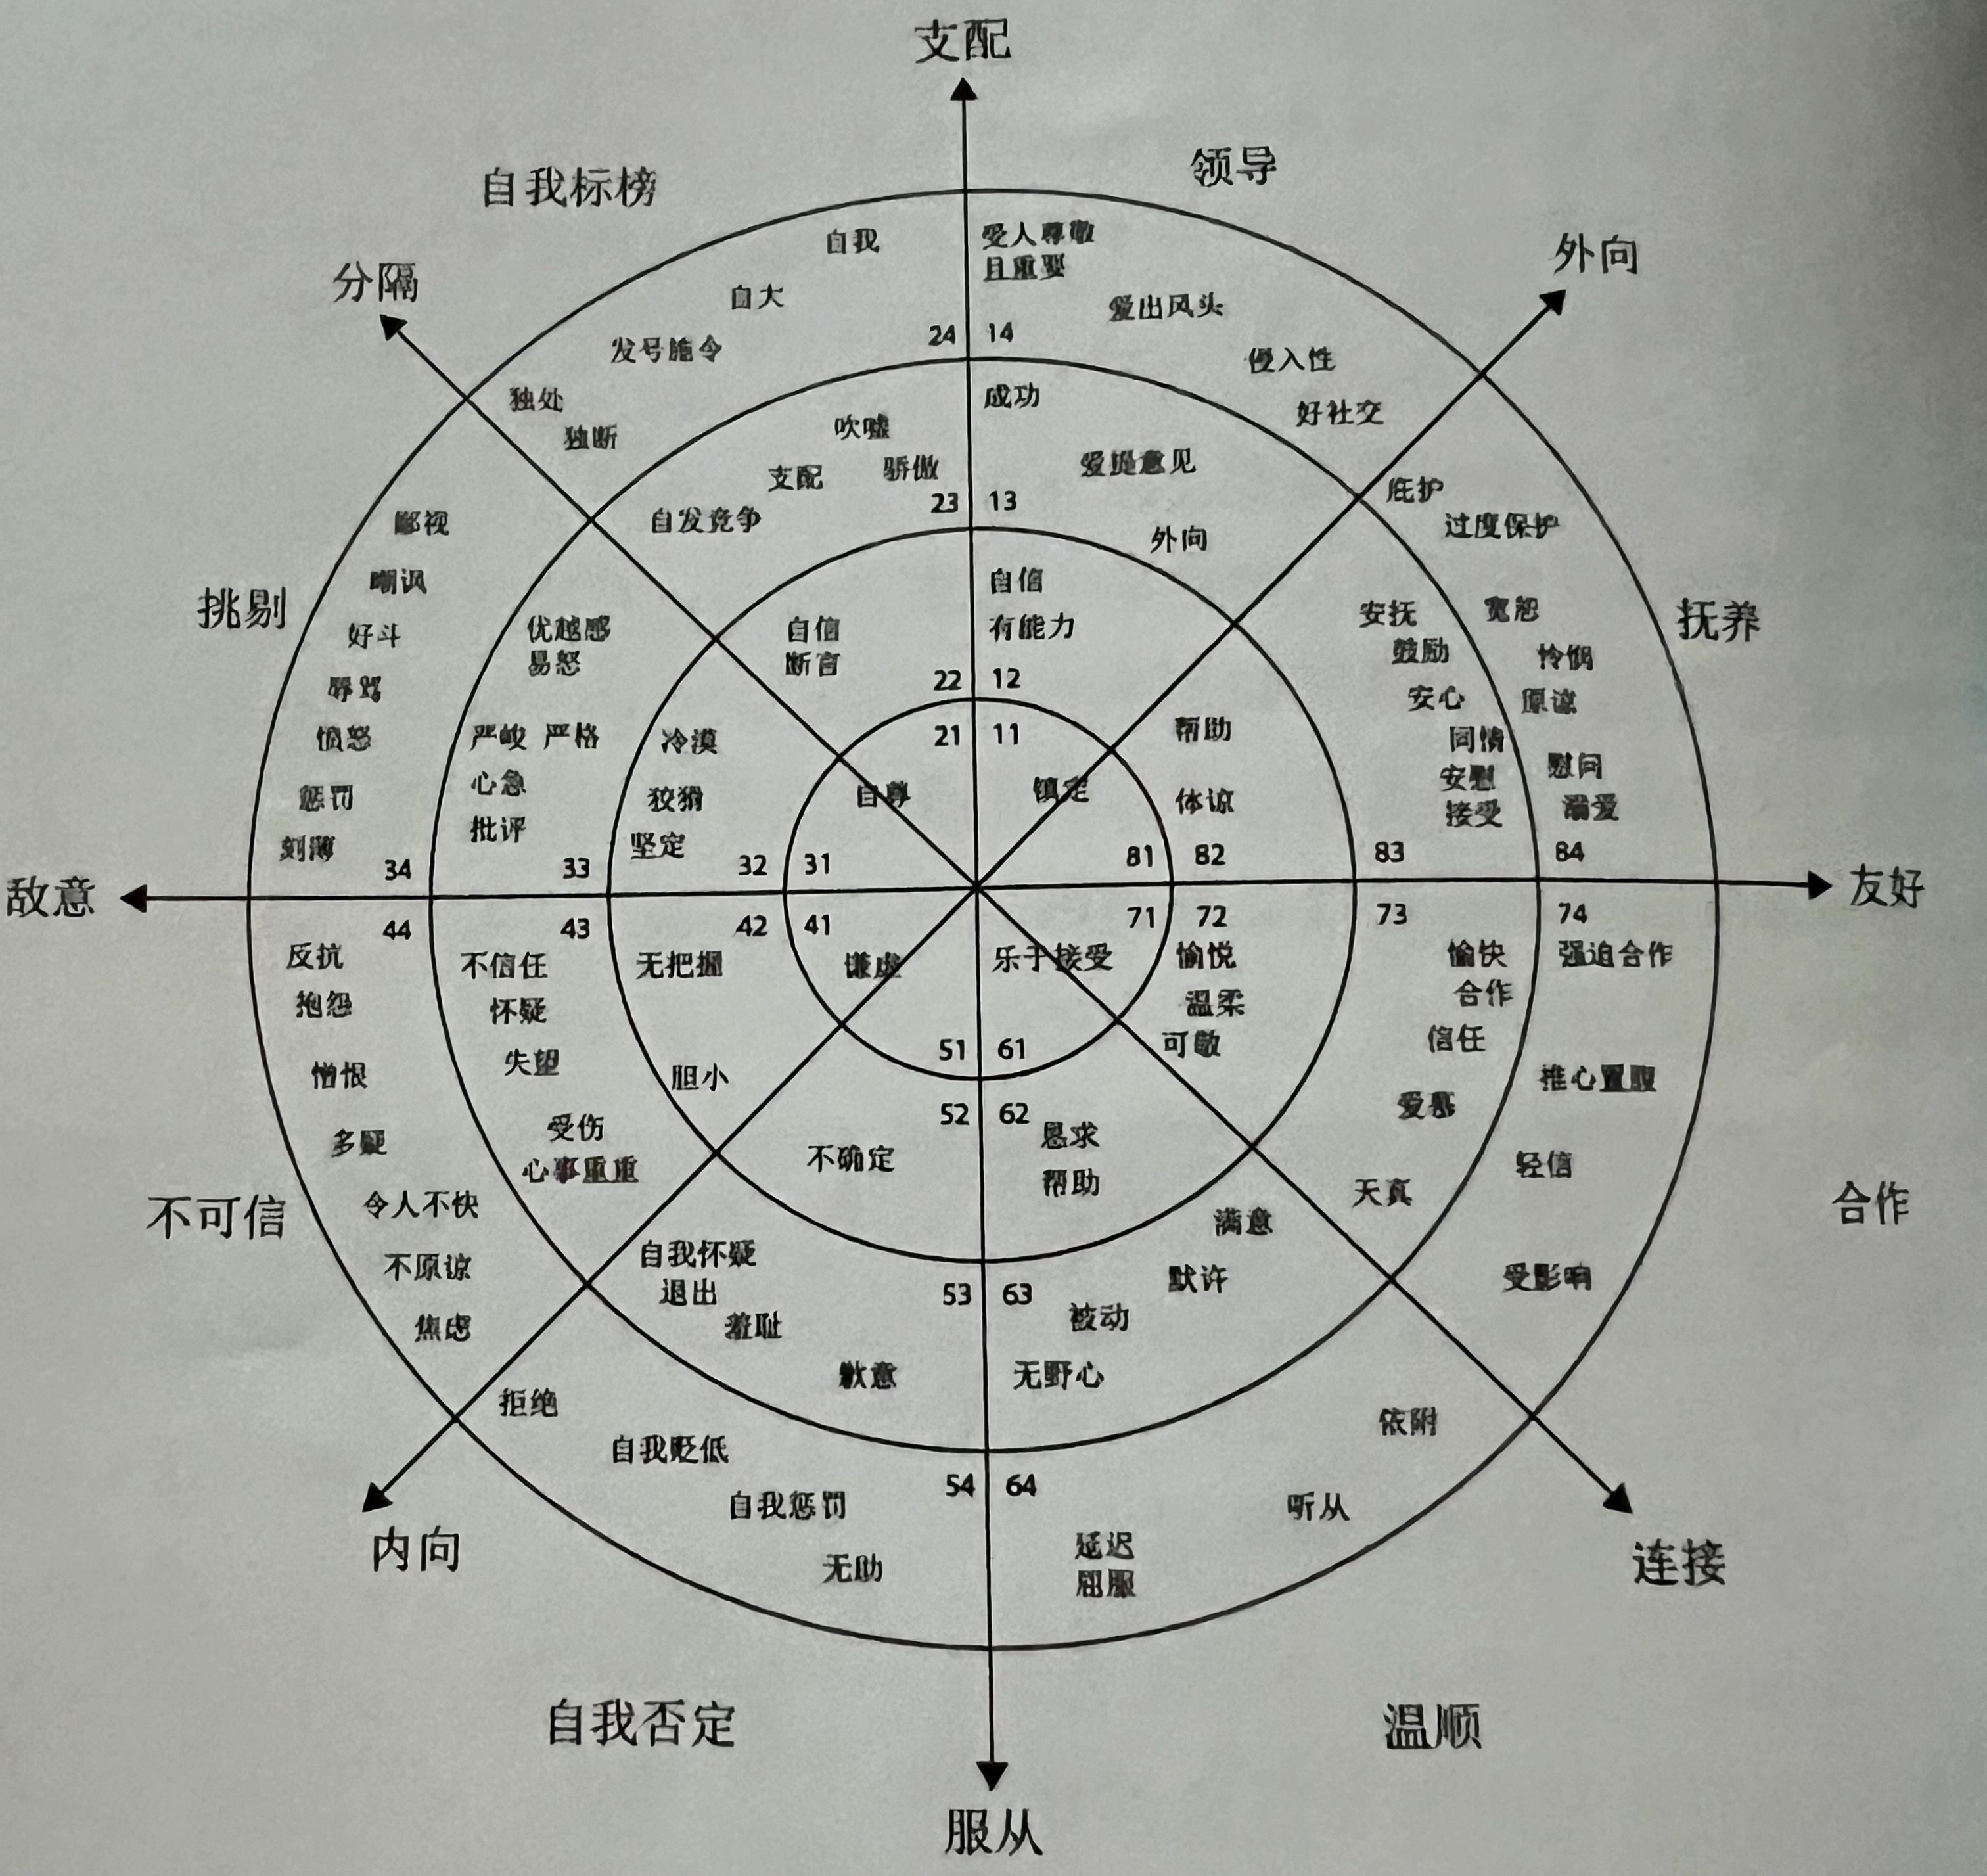 支配
领导
自我标榜
外向
分隔
自我
受人尊敬
且重要
自大
爱出风头
发号施令
24
14
侵入性
独处
好社交
独断
成功
吹嘘
爱提意见
支配
骄傲
23
13
庇护
自发竞争
过度保护
鄙视
外向
嘲讽
自信
挑剔
安抚
宽恕
抚养
好斗
优越感
自信
有能力
鼓励
易怒
断言
怜悯
辱骂
22
12
安心
原谅
愤怒
严峻
严格
冷漠
21
11
帮助
同情
心急
安慰
慰问
惩罚
狡猾
自尊
镇定
体谅
接受
溺爱
批评
刻薄
坚定
34
33
32
31
81
82
83
84
敌意
友好
44
43
42
41
71
72
73
74
反抗
不信任
无把握
谦虚
乐于接受
愉悦
愉快
强迫合作
抱怨
怀疑
温柔
合作
失望
51
61
可敬
信任
憎恨
胆小
推心置腹
52
62
爱慕
多疑
受伤
恳求
心事重重
不确定
轻信
令人不快
帮助
天真
不可信
合作
满意
不原谅
自我怀疑
默许
受影响
退出
53
63
焦虑
羞耻
被动
歉意
无野心
拒绝
依附
自我贬低
54
64
自我惩罚
听从
内向
无助
延迟
屈服
连接
自我否定
温顺
服从